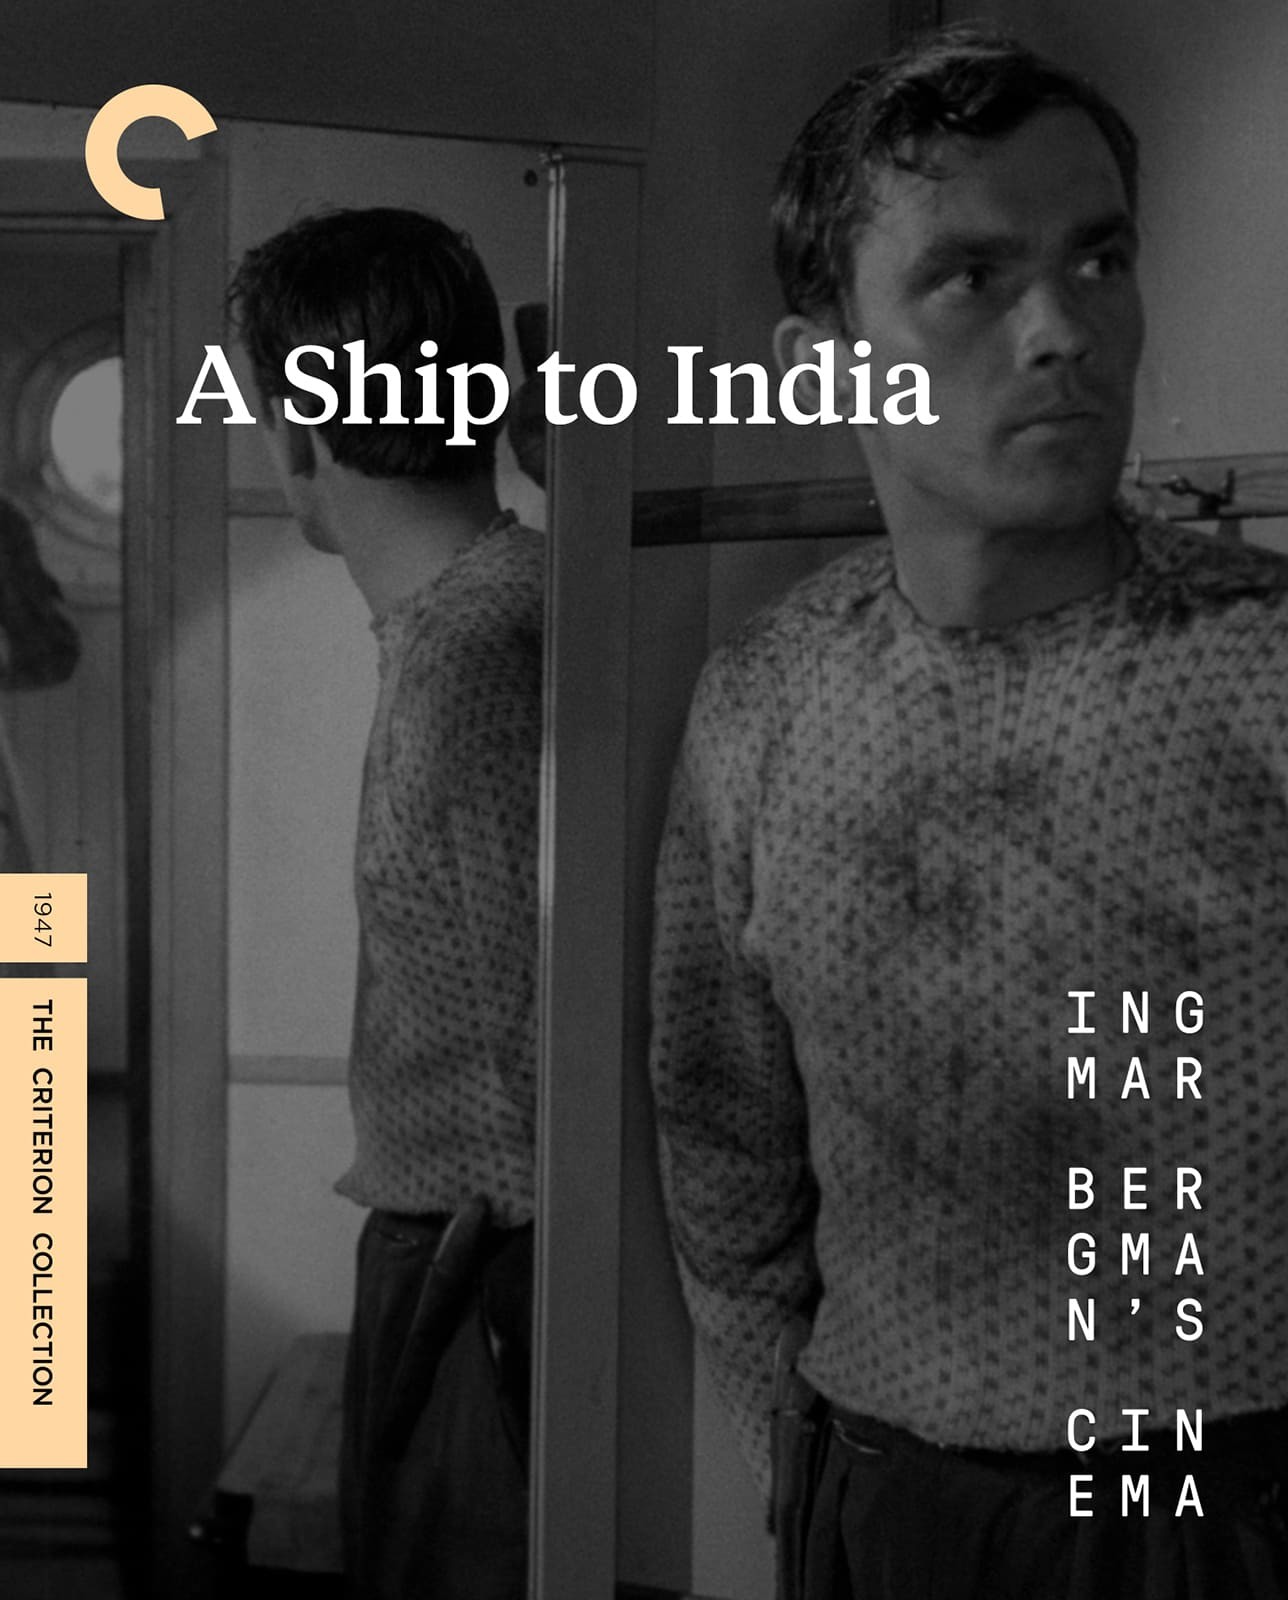 A Ship to India
1947
THE CRITERION COLLECTION
ING
MAR
BER
GMA
N’S
CIN
EMA